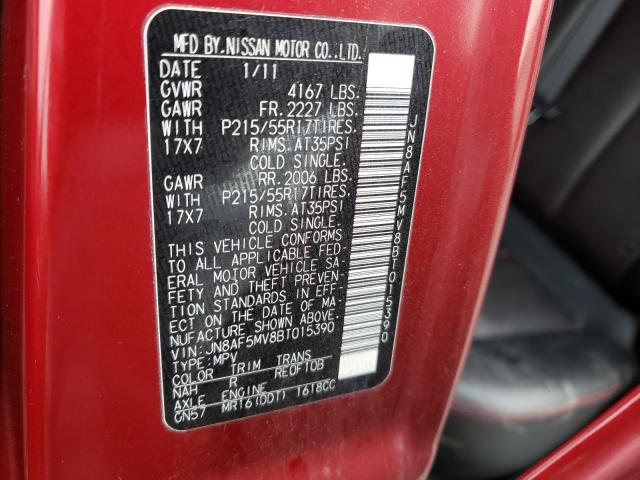 MFD BY.NISSAN MOTOR CO.,LTD.
DATE 1/11
GVWR 4167 LBS.
GAWR FR.2227 LBS.
WITH P215/55R17TIRES.
17X7 RIMS.AT35PSI
COLD SINGLE.
GAWR RR.2006 LBS.
WITH P215/55R17TIRES.
17X7 RIMS.AT35PSI
COLD SINGLE.
THIS VEHICLE CONFORMS
TO ALL APPLICABLE FED-
ERAL MOTOR VEHICLE SA-
FETY AND THEFT PREVEN-
TION STANDARDS IN EFF-
ECT ON THE DATE OF MA-
NUFACTURE SHOWN ABOVE.
VIN:JN8AF5MV8BT015390
TYPE:MPV
COLOR TRIM TRANS
NAH R RE0F10B
AXLE ENGINE
GN57 MR16(DDT) 1618CC
JN8AF5MV8BT015390